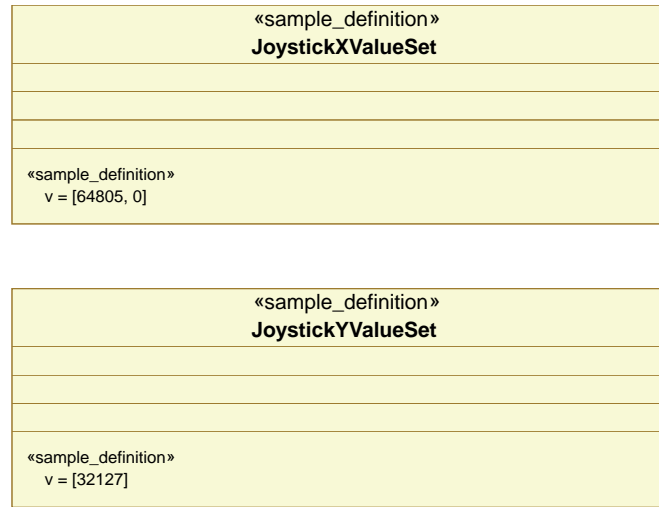 «sample_definition»
JoystickXValueSet
«sample_definition»
v = [64805, 0]
«sample_definition»
JoystickYValueSet
«sample_definition»
v = [32127]